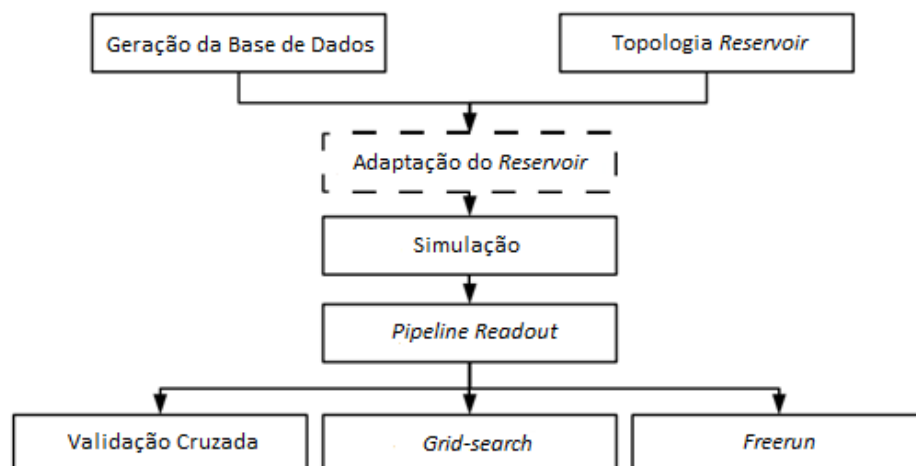 Geração da Base de Dados
Topologia Reservoir
Adaptação do Reservoir
Simulação
Pipeline Readout
Validação Cruzada
Grid-search
Freerun